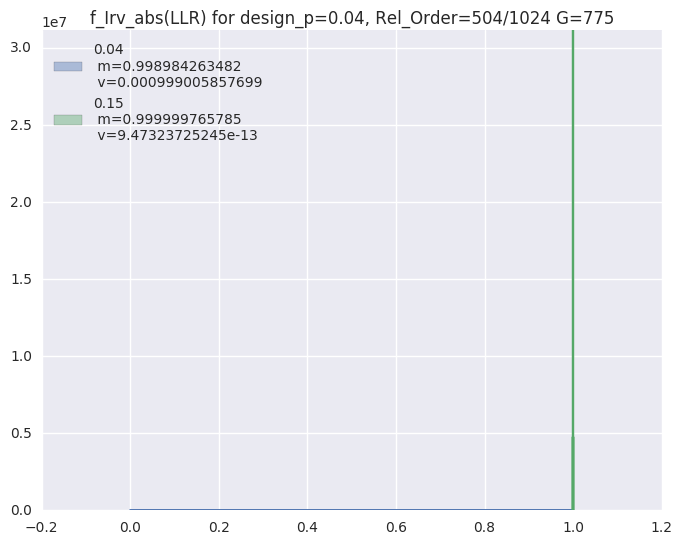 f_Irv_abs(LLR) for design_p=0.04, Rel_Order=504/1024 G=775
1e7
3.0
2.5
2.0
1.5
1.0
0.5
0.0
0.04
m=0.998984263482
v=0.000999005857699
0.15
m=0.999999765785
v=9.47323725245e-13
−0.2
0.0
0.2
0.4
0.6
0.8
1.0
1.2